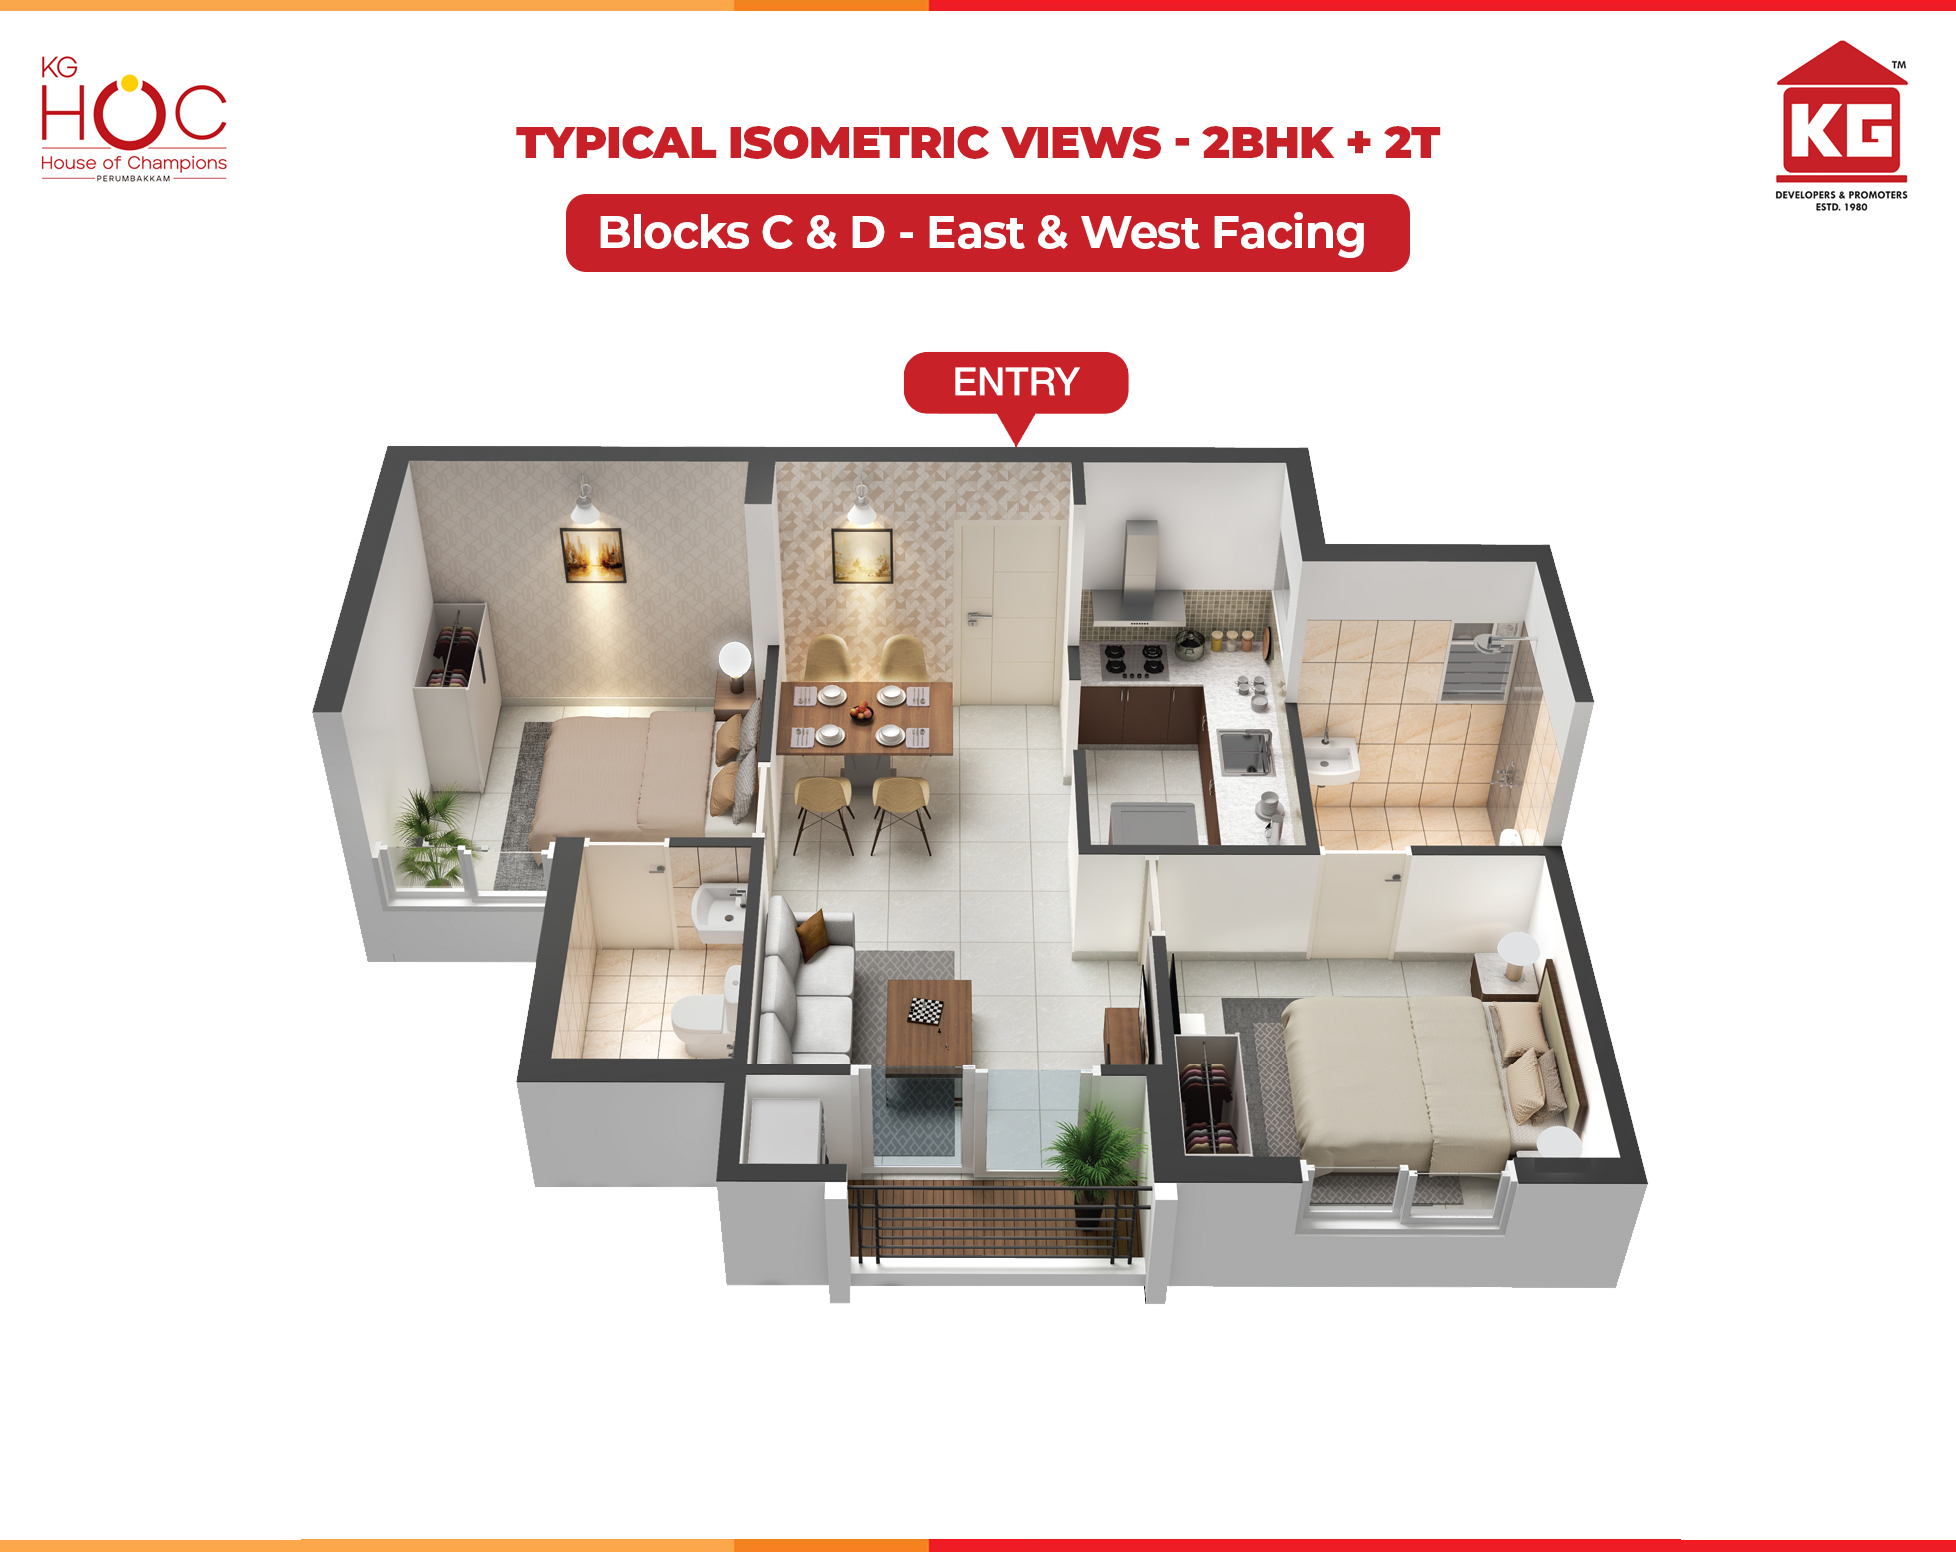 KG
HOC
House of Champions
PERUMBAKKAM
TM
KG
DEVELOPERS & PROMOTERS
ESTD. 1980
TYPICAL ISOMETRIC VIEWS - 2BHK + 2T
Blocks C & D - East & West Facing
ENTRY